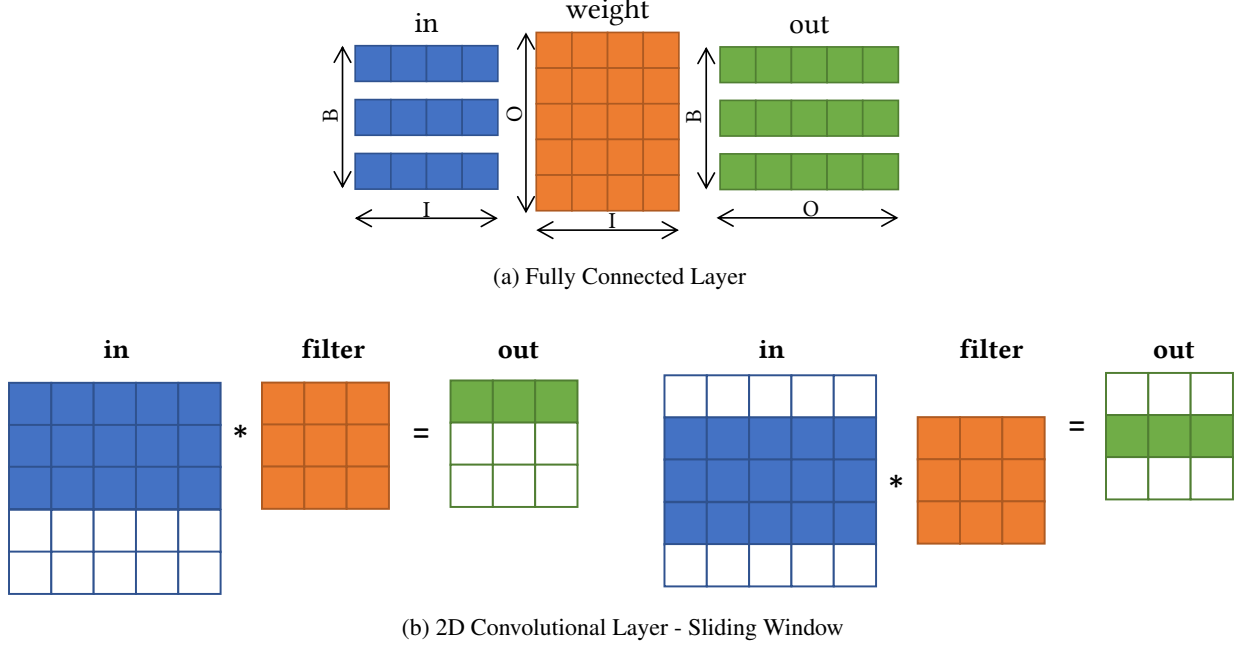 in weight out
B O B
I I O
(a) Fully Connected Layer
in filter out in filter out
* = * =
(b) 2D Convolutional Layer - Sliding Window